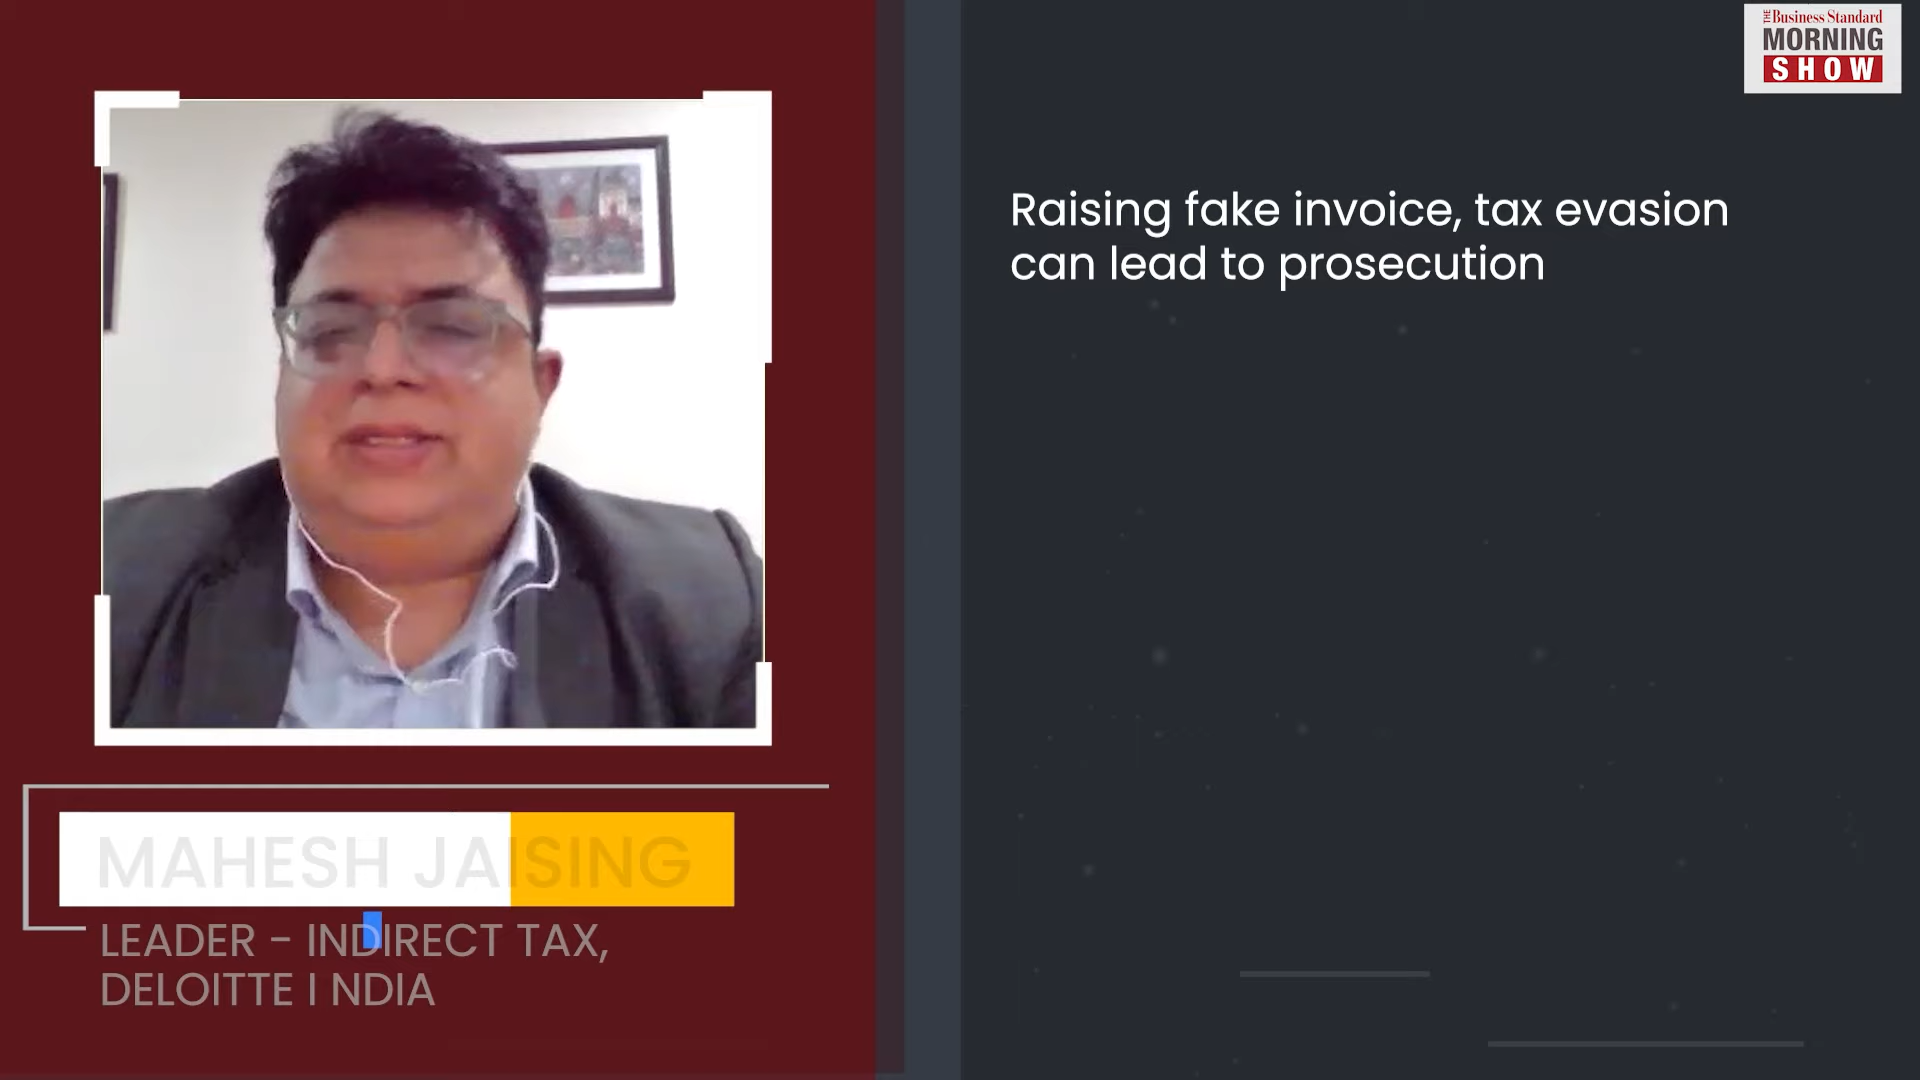 THE Business Standard
MORNING
SHOW
Raising fake invoice, tax evasion
can lead to prosecution
MAHESH JAISING
LEADER - INDIRECT TAX,
DELOITTE I NDIA